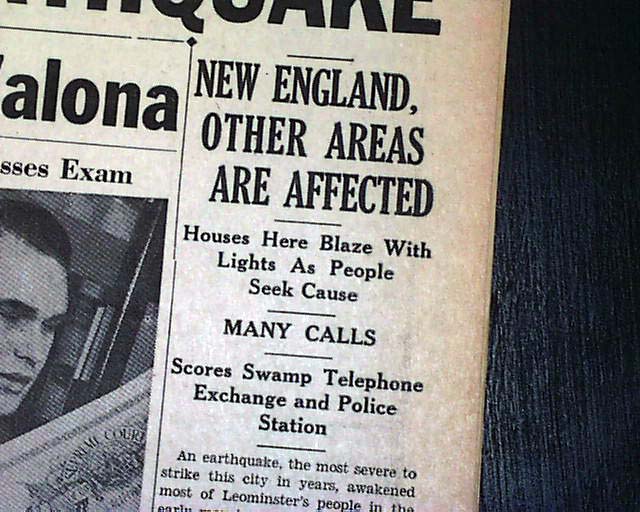 THQUAKE
'alona
sses Exam
NEW ENGLAND,
OTHER AREAS
ARE AFFECTED
Houses Here Blaze With
Lights As People
Seek Cause
MANY CALLS
Scores Swamp Telephone
Exchange and Police
Station
An earthquake, the most severe to
strike this city in years, awakened
most of Leominster's people in the
early